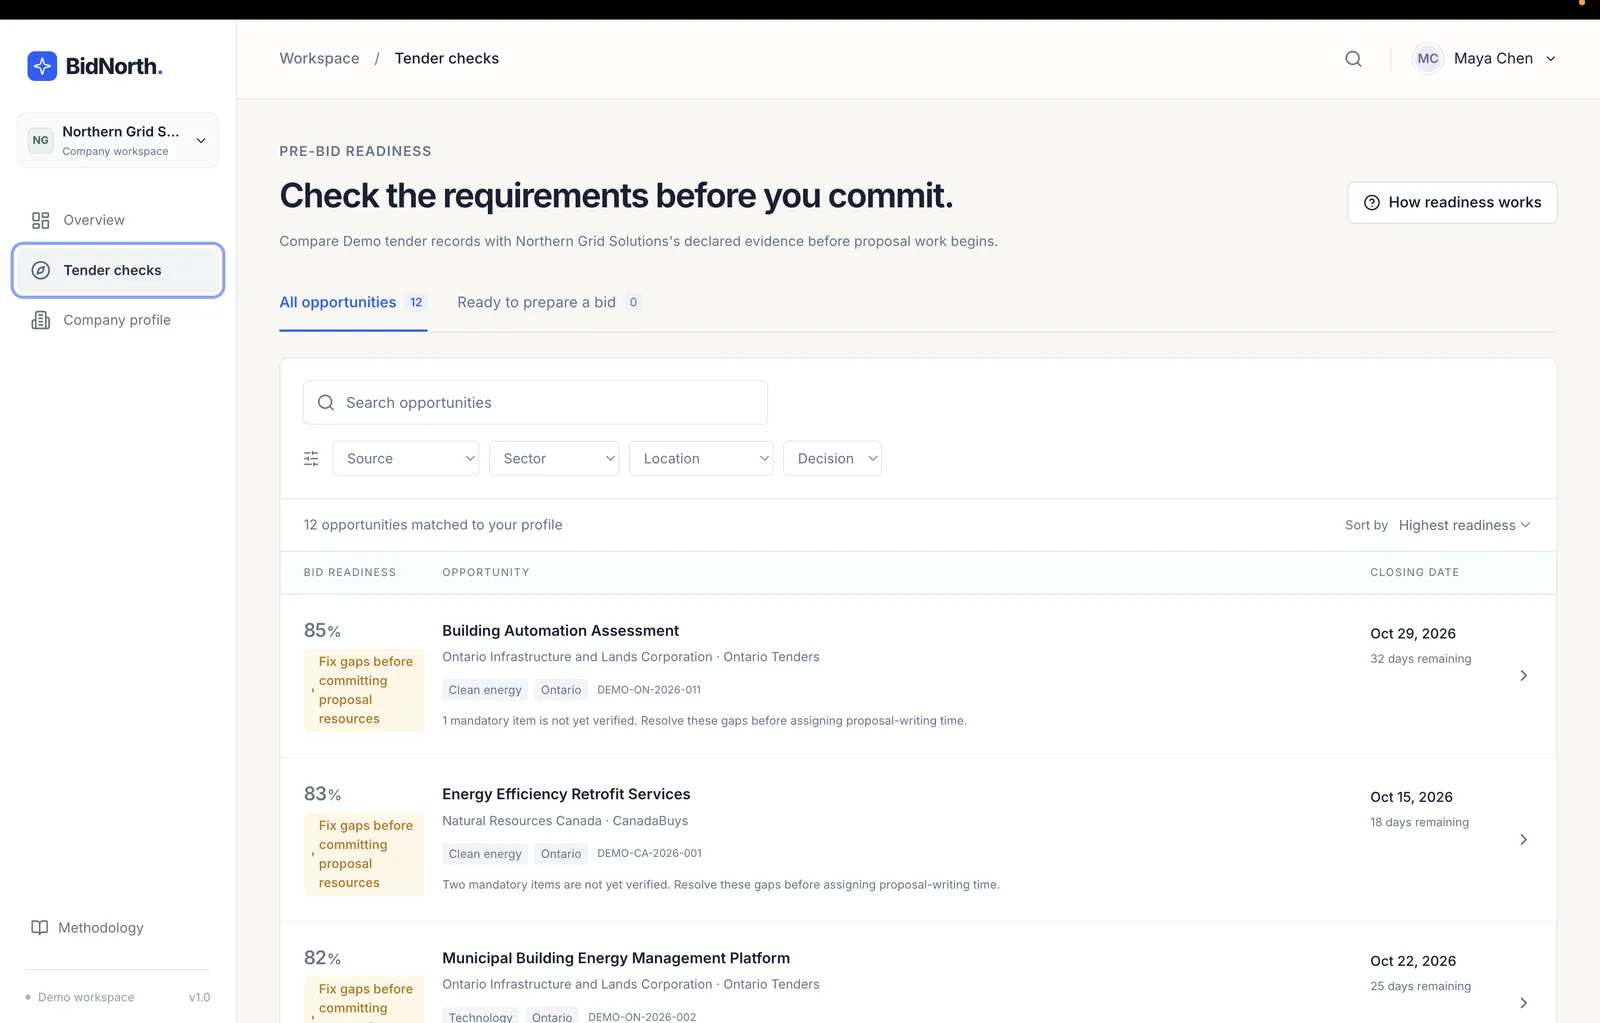 BidNorth.
NG
Northern Grid S...
Company workspace
Overview
Tender checks
Company profile
Methodology
Demo workspace
v1.0
Workspace / Tender checks
MC
Maya Chen
PRE-BID READINESS
Check the requirements before you commit.
How readiness works
Compare Demo tender records with Northern Grid Solutions's declared evidence before proposal work begins.
All opportunities 12
Ready to prepare a bid 0
Search opportunities
Source
Sector
Location
Decision
12 opportunities matched to your profile
Sort by Highest readiness
BID READINESS
OPPORTUNITY
CLOSING DATE
85%
Fix gaps before
committing
proposal
resources
Building Automation Assessment
Ontario Infrastructure and Lands Corporation · Ontario Tenders
Clean energy Ontario DEMO-ON-2026-011
1 mandatory item is not yet verified. Resolve these gaps before assigning proposal-writing time.
Oct 29, 2026
32 days remaining
83%
Fix gaps before
committing
proposal
resources
Energy Efficiency Retrofit Services
Natural Resources Canada · CanadaBuys
Clean energy Ontario DEMO-CA-2026-001
Two mandatory items are not yet verified. Resolve these gaps before assigning proposal-writing time.
Oct 15, 2026
18 days remaining
82%
Fix gaps before
committing
Municipal Building Energy Management Platform
Ontario Infrastructure and Lands Corporation · Ontario Tenders
Technology Ontario DEMO-ON-2026-002
Oct 22, 2026
25 days remaining